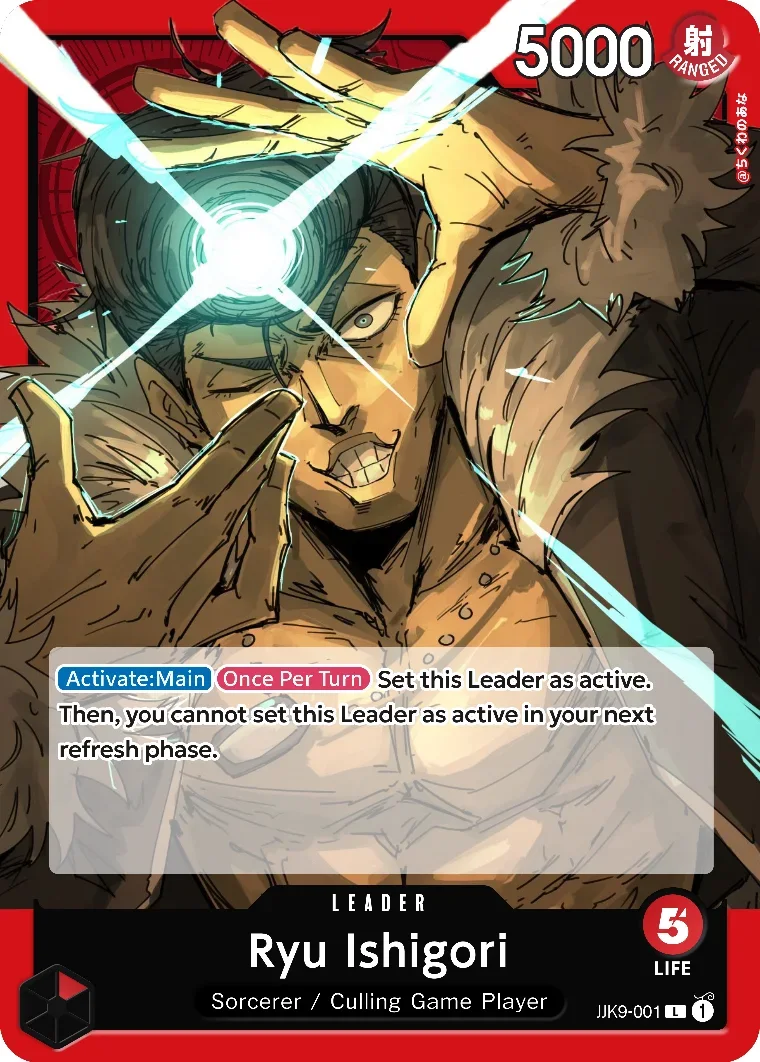 5000
射
RANGED
@ちくわのあな
Activate:Main Once Per Turn Set this Leader as active.
Then, you cannot set this Leader as active in your next
refresh phase.
LEADER
Ryu Ishigori
5
LIFE
Sorcerer / Culling Game Player
JJK9-001 L 1